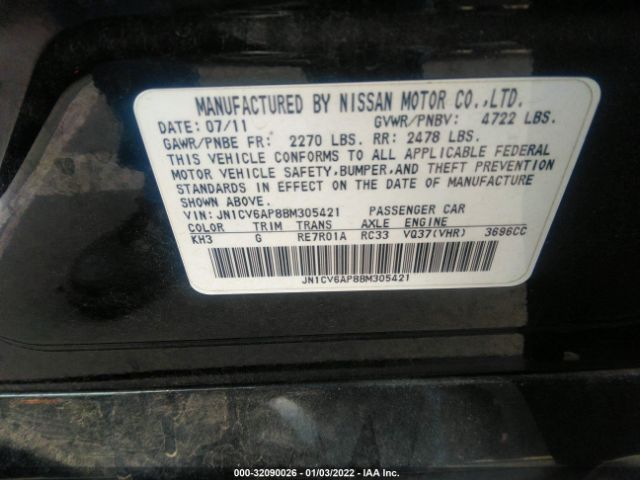 MANUFACTURED BY NISSAN MOTOR CO.,LTD.
DATE: 07/11 GVWR/PNBV: 4722 LBS.
GAWR/PNBE FR: 2270 LBS. RR: 2478 LBS.
THIS VEHICLE CONFORMS TO ALL APPLICABLE FEDERAL
MOTOR VEHICLE SAFETY,BUMPER,AND THEFT PREVENTION
STANDARDS IN EFFECT ON THE DATE OF MANUFACTURE
SHOWN ABOVE.
VIN: JN1CV6AP8BM305421 PASSENGER CAR
COLOR TRIM TRANS AXLE ENGINE
KH3 G RE7R01A RC33 VQ37(VHR) 3696CC
JN1CV6AP8BM305421
000-32090026 - 01/03/2022 - IAA Inc.